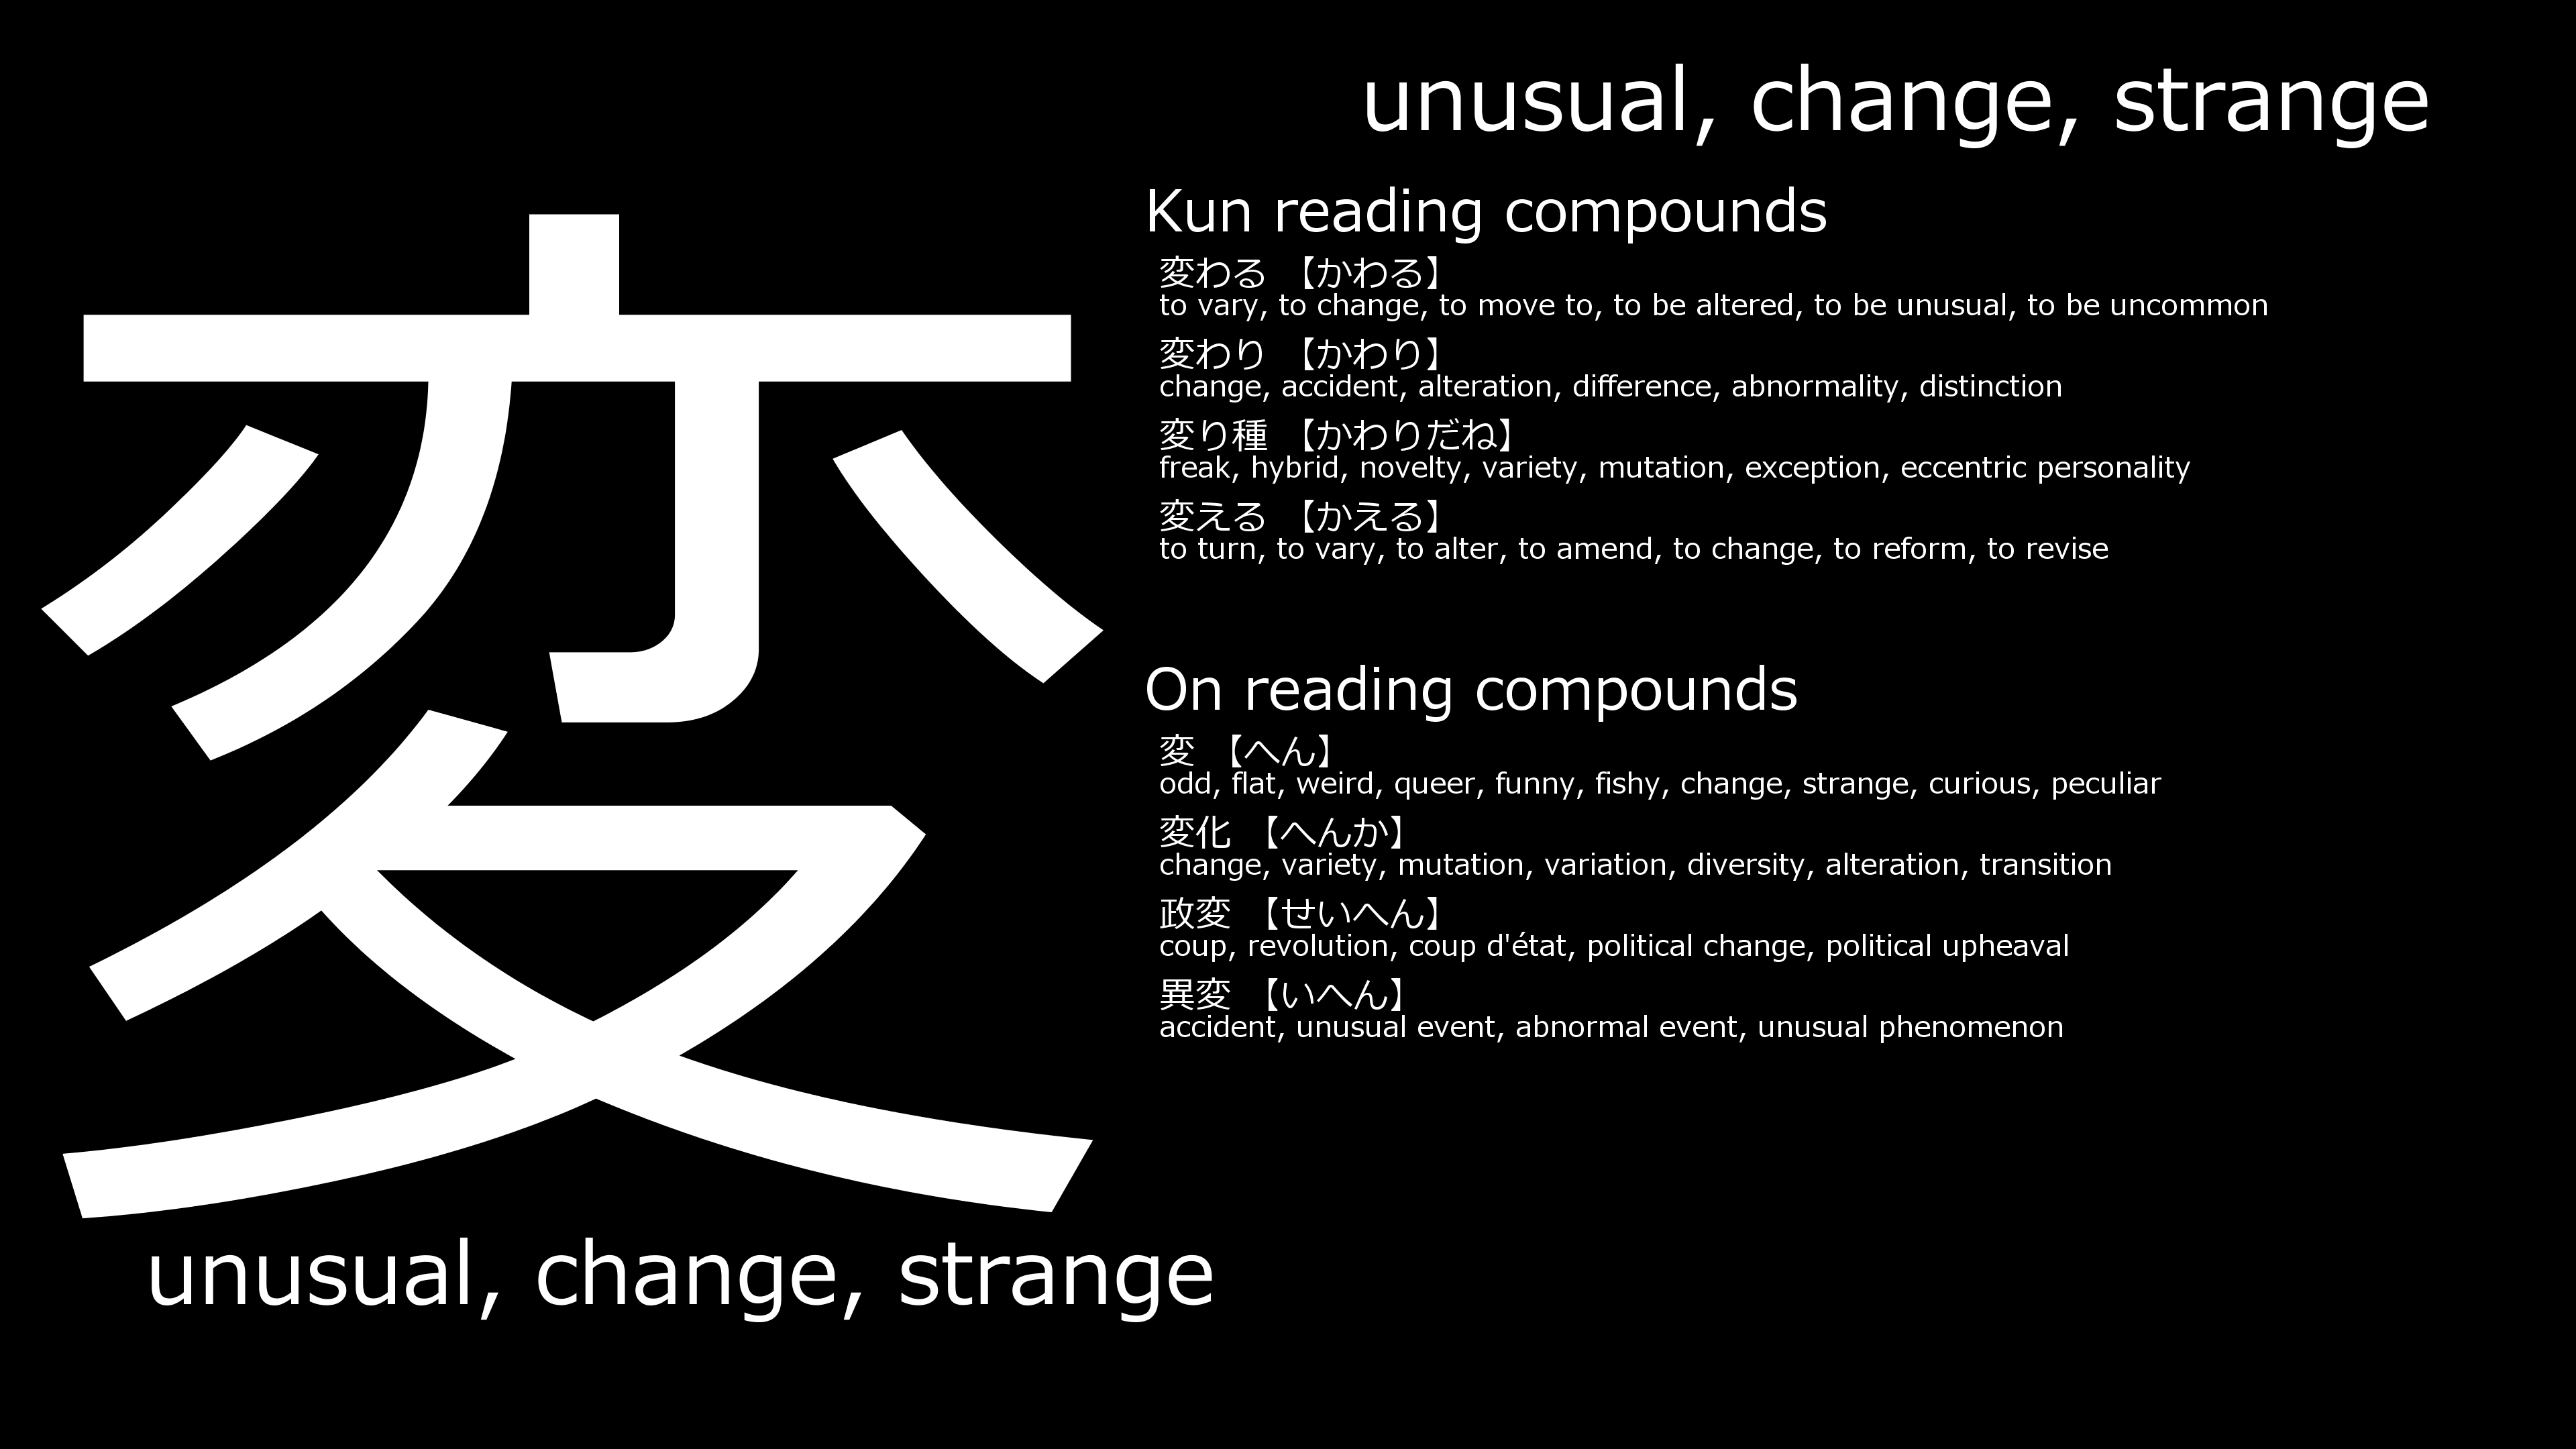 変
unusual, change, strange
unusual, change, strange
Kun reading compounds
変わる 【かわる】
to vary, to change, to move to, to be altered, to be unusual, to be uncommon
変わり 【かわり】
change, accident, alteration, difference, abnormality, distinction
変り種 【かわりだね】
freak, hybrid, novelty, variety, mutation, exception, eccentric personality
変える 【かえる】
to turn, to vary, to alter, to amend, to change, to reform, to revise
On reading compounds
変 【へん】
odd, flat, weird, queer, funny, fishy, change, strange, curious, peculiar
変化 【へんか】
change, variety, mutation, variation, diversity, alteration, transition
政変 【せいへん】
coup, revolution, coup d'état, political change, political upheaval
異変 【いへん】
accident, unusual event, abnormal event, unusual phenomenon